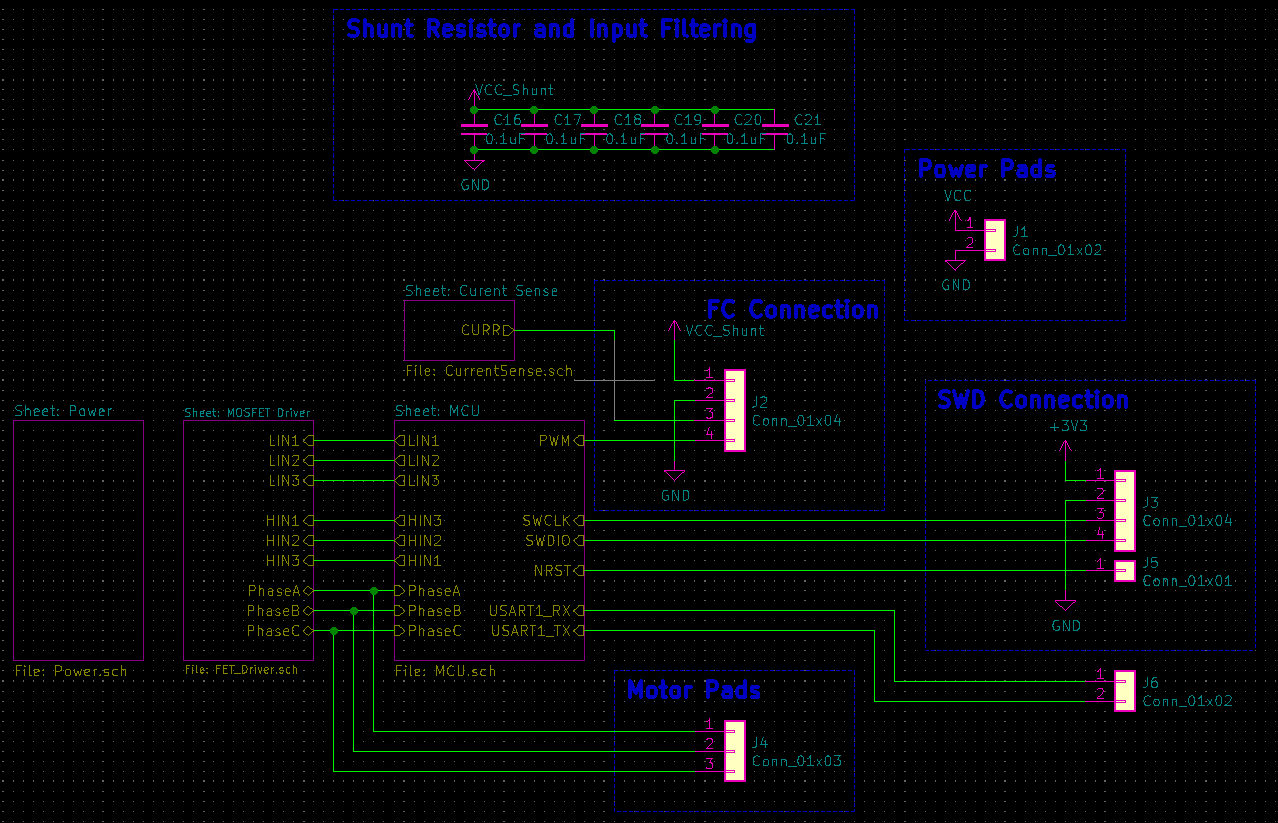 Shunt Resistor and Input Filtering
VCC_Shunt
C16 C17 C18 C19 C20 C21
0.1uF 0.1uF 0.1uF 0.1uF 0.1uF 0.1uF
GND
Power Pads
VCC
1
2
J1
Conn_01x02
GND
Sheet: Curent Sense
CURR
File: CurrentSense.sch
FC Connection
VCC_Shunt
1
2
3
4
J2
Conn_01x04
GND
Sheet: Power
File: Power.sch
Sheet: MOSFET Driver
LIN1
LIN2
LIN3
HIN1
HIN2
HIN3
PhaseA
PhaseB
PhaseC
File: FET_Driver.sch
Sheet: MCU
LIN1
LIN2
LIN3
HIN3
HIN2
HIN1
PhaseA
PhaseB
PhaseC
PWM
SWCLK
SWDIO
NRST
USART1_RX
USART1_TX
File: MCU.sch
SWD Connection
+3V3
1
2
3
4
J3
Conn_01x04
1
J5
Conn_01x01
GND
1
2
J6
Conn_01x02
Motor Pads
1
2
3
J4
Conn_01x03